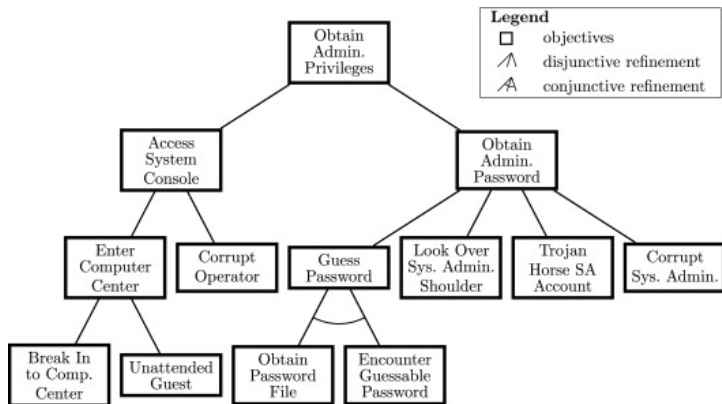 Legend
objectives
disjunctive refinement
conjunctive refinement
Obtain
Admin.
Privileges
Access
System
Console
Obtain
Admin.
Password
Enter
Computer
Center
Corrupt
Operator
Guess
Password
Look Over
Sys. Admin.
Shoulder
Trojan
Horse SA
Account
Corrupt
Sys. Admin.
Break In
to Comp.
Center
Unattended
Guest
Obtain
Password
File
Encounter
Guessable
Password